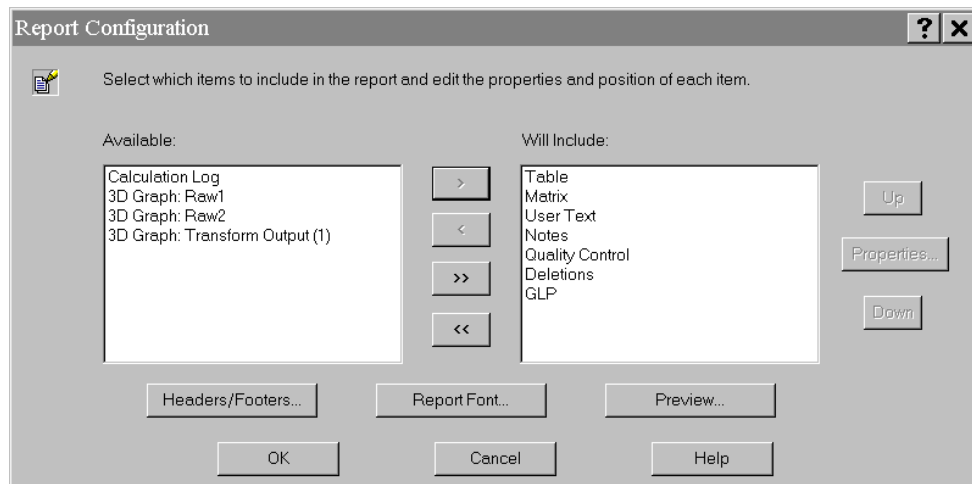 Report Configuration
?
Select which items to include in the report and edit the properties and position of each item.
Available:
Will Include:
Calculation Log
3D Graph: Raw1
3D Graph: Raw2
3D Graph: Transform Output (1)
>
<
>>
<<
Table
Matrix
User Text
Notes
Quality Control
Deletions
GLP
Up
Properties...
Down
Headers/Footers...
Report Font...
Preview...
OK
Cancel
Help